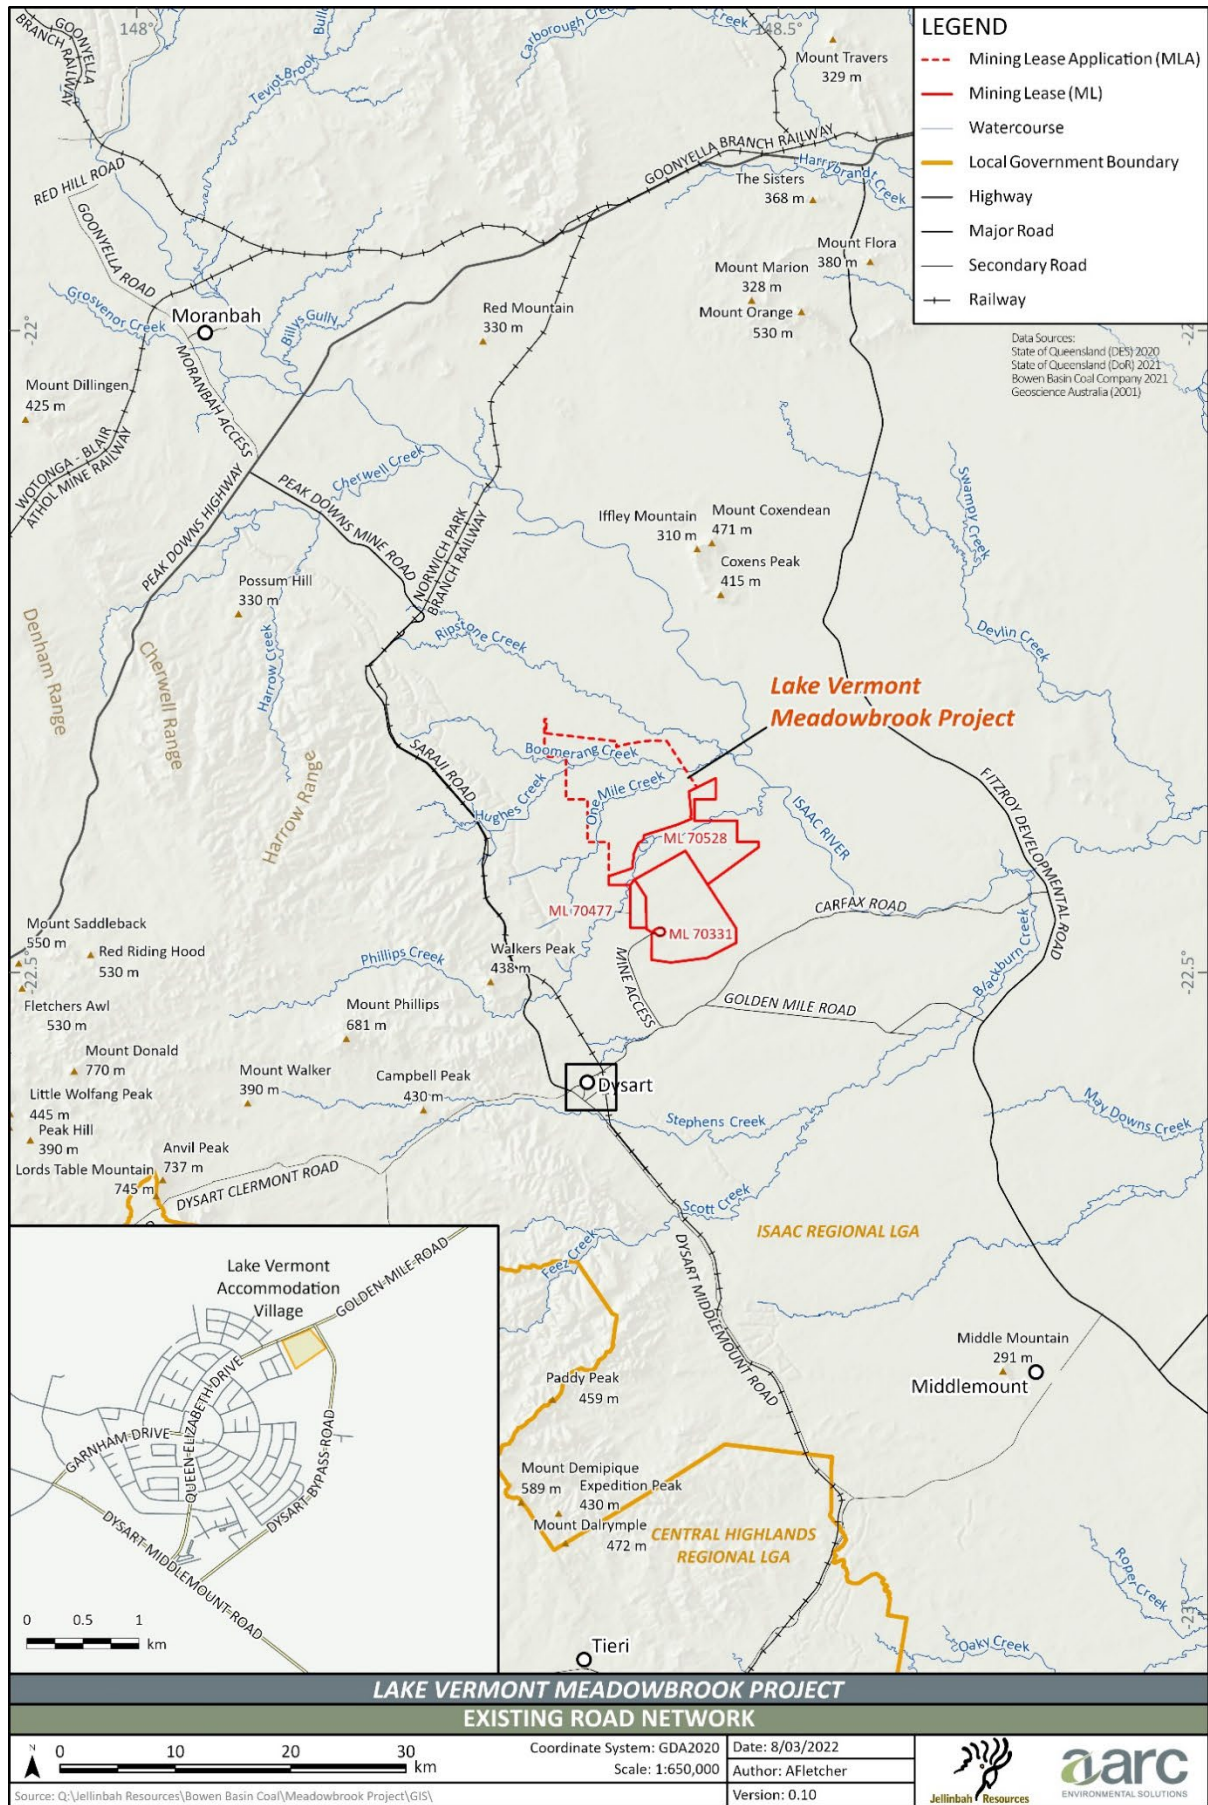 148°
148.5°
GOONYELLA
BRANCH RAILWAY
Teviot Brook
Carborough Creek
Creek
Mount Travers
329 m
LEGEND
Mining Lease Application (MLA)
Mining Lease (ML)
Watercourse
Local Government Boundary
Highway
Major Road
Secondary Road
Railway
Data Sources:
State of Queensland (DES) 2020
State of Queensland (DoR) 2021
Bowen Basin Coal Company 2021
Geoscience Australia (2001)
RED HILL ROAD
GOONYELLA ROAD
GOONYELLA BRANCH RAILWAY
Harrybrandt Creek
The Sisters
368 m
Mount Flora
380 m
Mount Marion
328 m
Mount Orange
530 m
Red Mountain
330 m
Grosvenor Creek
Moranbah
Billys Gully
-22°
MORANBAH ACCESS
Mount Dillingen
425 m
WOTONGA - BLAIR
ATHOL MINE RAILWAY
PEAK DOWNS HIGHWAY
Cherwell Creek
PEAK DOWNS MINE ROAD
NORWICH PARK
BRANCH RAILWAY
Iffley Mountain
310 m
Mount Coxendean
471 m
Coxens Peak
415 m
Swampy Creek
Devlin Creek
Possum Hill
330 m
Harrow Creek
Ripstone Creek
Denham Range
Cherwell Range
Harrow Range
Lake Vermont
Meadowbrook Project
SARAJI ROAD
Boomerang Creek
Hughes Creek
One Mile Creek
ISAAC RIVER
FITZROY DEVELOPMENTAL ROAD
ML 70528
ML 70477
ML 70331
CARFAX ROAD
Blackburn Creek
MINE ACCESS
GOLDEN MILE ROAD
Mount Saddleback
550 m
Red Riding Hood
530 m
-22.5°
-22.5°
Fletchers Awl
530 m
Phillips Creek
Walkers Peak
438 m
Mount Phillips
681 m
Mount Donald
770 m
Mount Walker
390 m
Campbell Peak
430 m
Little Wolfang Peak
445 m
Peak Hill
390 m
Anvil Peak
737 m
Lords Table Mountain
745 m
DYSART CLERMONT ROAD
Dysart
Stephens Creek
May Downs Creek
Scott Creek
Feez Creek
ISAAC REGIONAL LGA
DYSART MIDDLEMOUNT ROAD
Middle Mountain
291 m
Middlemount
Paddy Peak
459 m
Mount Demipique
589 m
Expedition Peak
430 m
Mount Dalrymple
472 m
CENTRAL HIGHLANDS
REGIONAL LGA
Roper Creek
Oaky Creek
-23°
Tieri
Lake Vermont
Accommodation
Village
GOLDEN MILE ROAD
QUEEN ELIZABETH DRIVE
GARNHAM DRIVE
DYSART BYPASS ROAD
DYSART MIDDLEMOUNT ROAD
0 0.5 1
km
LAKE VERMONT MEADOWBROOK PROJECT
EXISTING ROAD NETWORK
N
0 10 20 30
km
Coordinate System: GDA2020
Scale: 1:650,000
Date: 8/03/2022
Author: AFletcher
Version: 0.10
Source: Q:\Jellinbah Resources\Bowen Basin Coal\Meadowbrook Project\GIS\
Jellinbah Resources
aarc
ENVIRONMENTAL SOLUTIONS